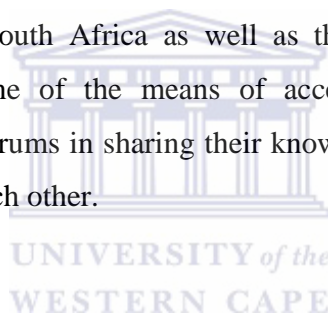 outh Africa as well as th
ne of the means of acce
rums in sharing their know
ch other.
UNIVERSITY of the
WESTERN CAPE